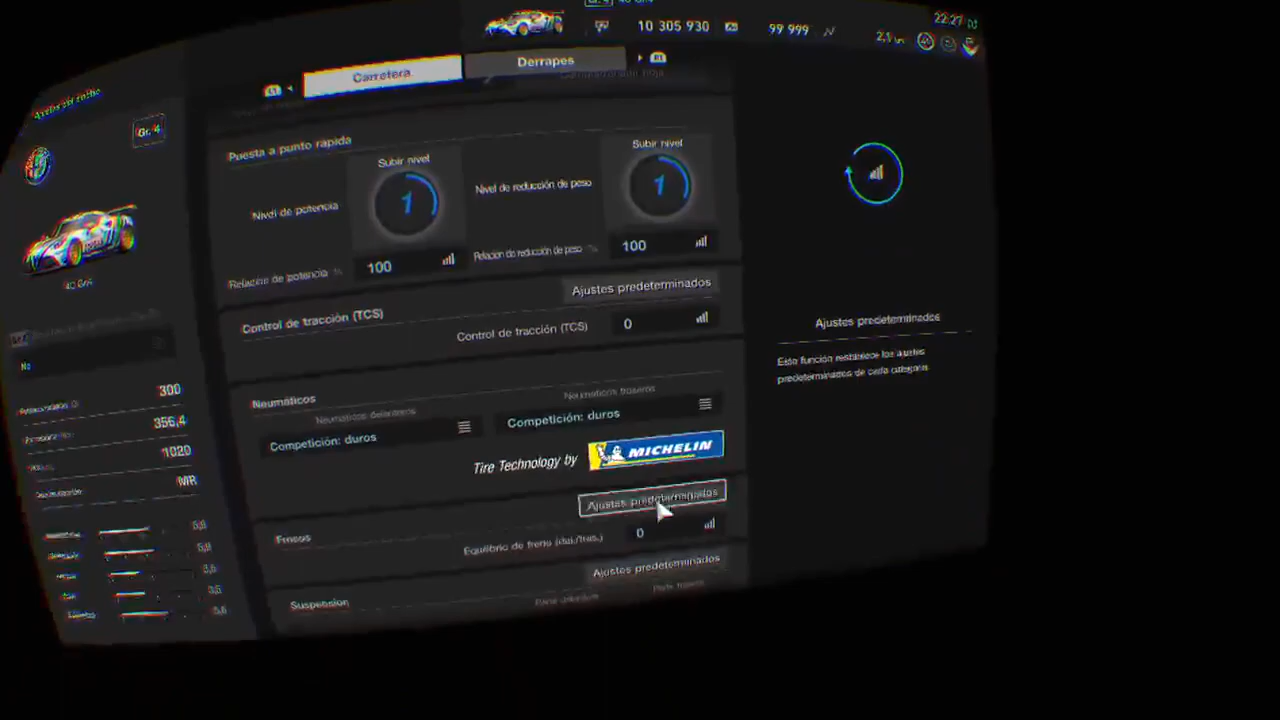 10 305 930
99 999
22:27
Carretera
Derrapes
Gr.4
Puesta a punto rápida
Subir nivel
Subir nivel
Nivel de potencia
1
Nivel de reducción de peso
1
Relación de potencia %
100
Relación de reducción de peso %
100
Ajustes predeterminados
Control de tracción (TCS)
Control de tracción (TCS)
0
Neumáticos
Neumáticos delanteros
Neumáticos traseros
Competición: duros
Competición: duros
Tire Technology by
MICHELIN
Ajustes predeterminados
Frenos
Equilibrio de freno (del./tras.)
0
Ajustes predeterminados
Suspensión
No
300
356,4
1020
MR
Ajustes predeterminados
Esta función restablece los ajustes
predeterminados de cada categoría.